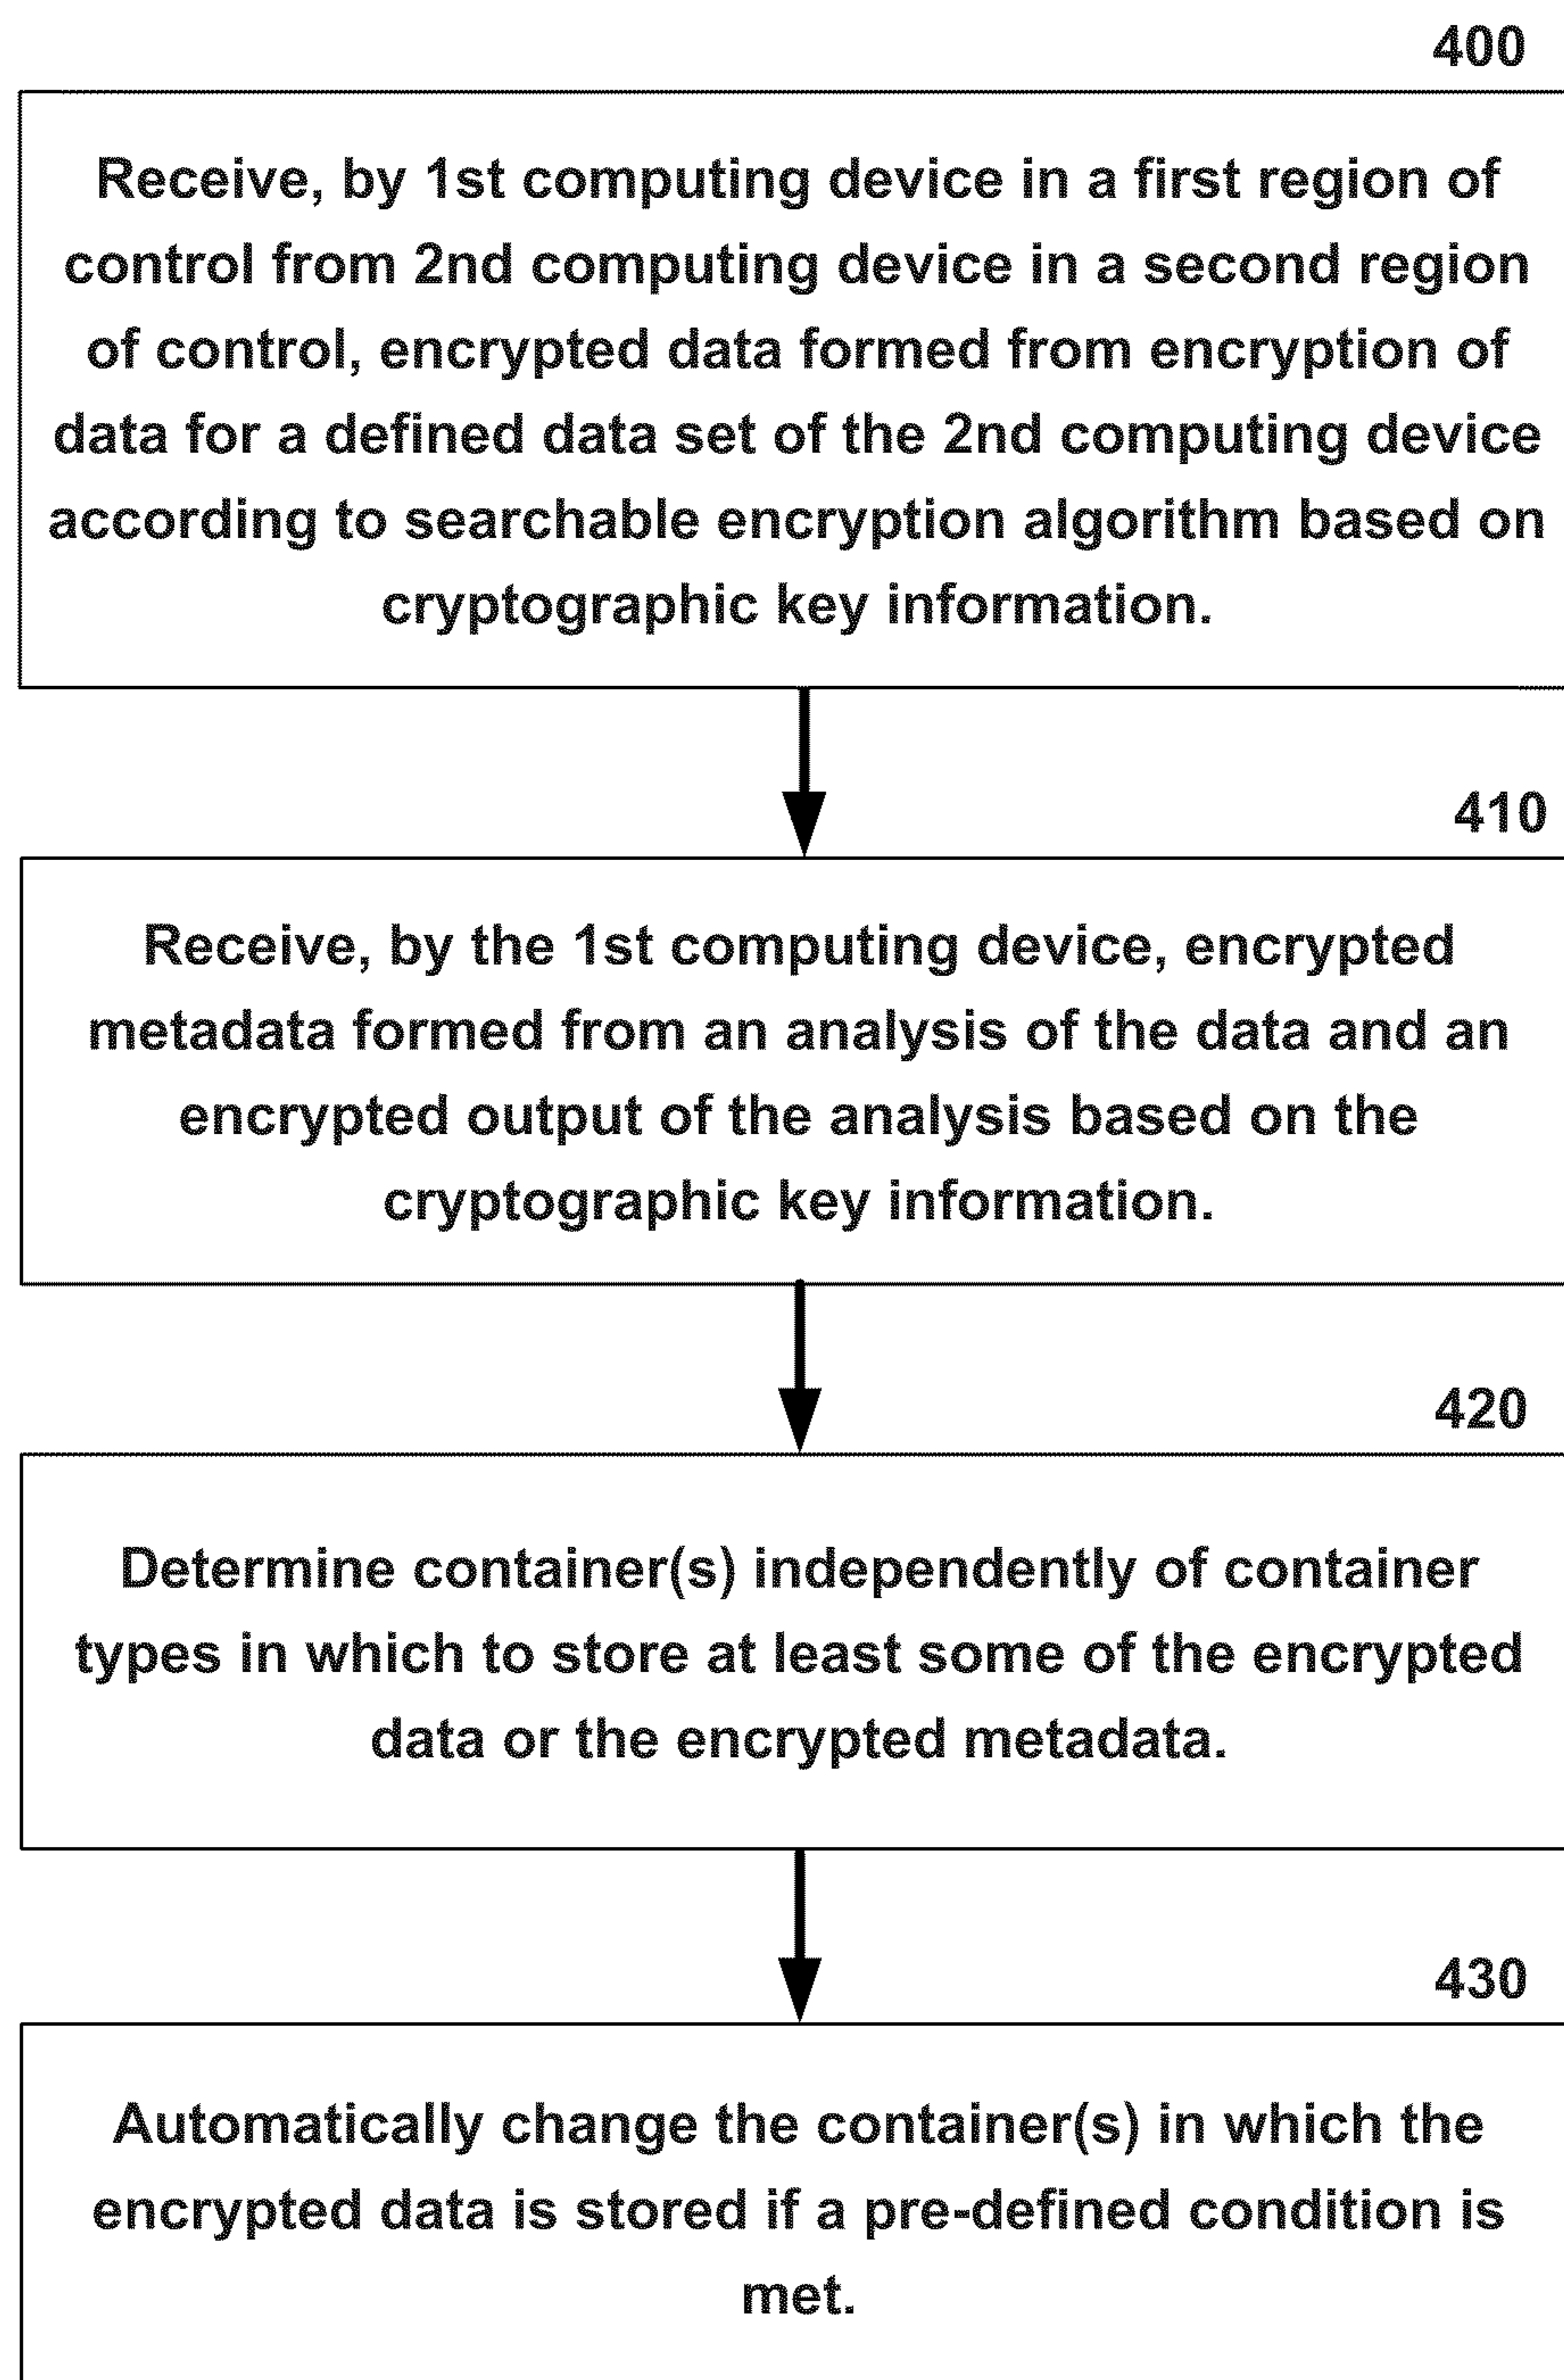 400
Receive, by 1st computing device in a first region of
control from 2nd computing device in a second region
of control, encrypted data formed from encryption of
data for a defined data set of the 2nd computing device
according to searchable encryption algorithm based on
cryptographic key information.
410
Receive, by the 1st computing device, encrypted
metadata formed from an analysis of the data and an
encrypted output of the analysis based on the
cryptographic key information.
420
Determine container(s) independently of container
types in which to store at least some of the encrypted
data or the encrypted metadata.
430
Automatically change the container(s) in which the
encrypted data is stored if a pre-defined condition is
met.